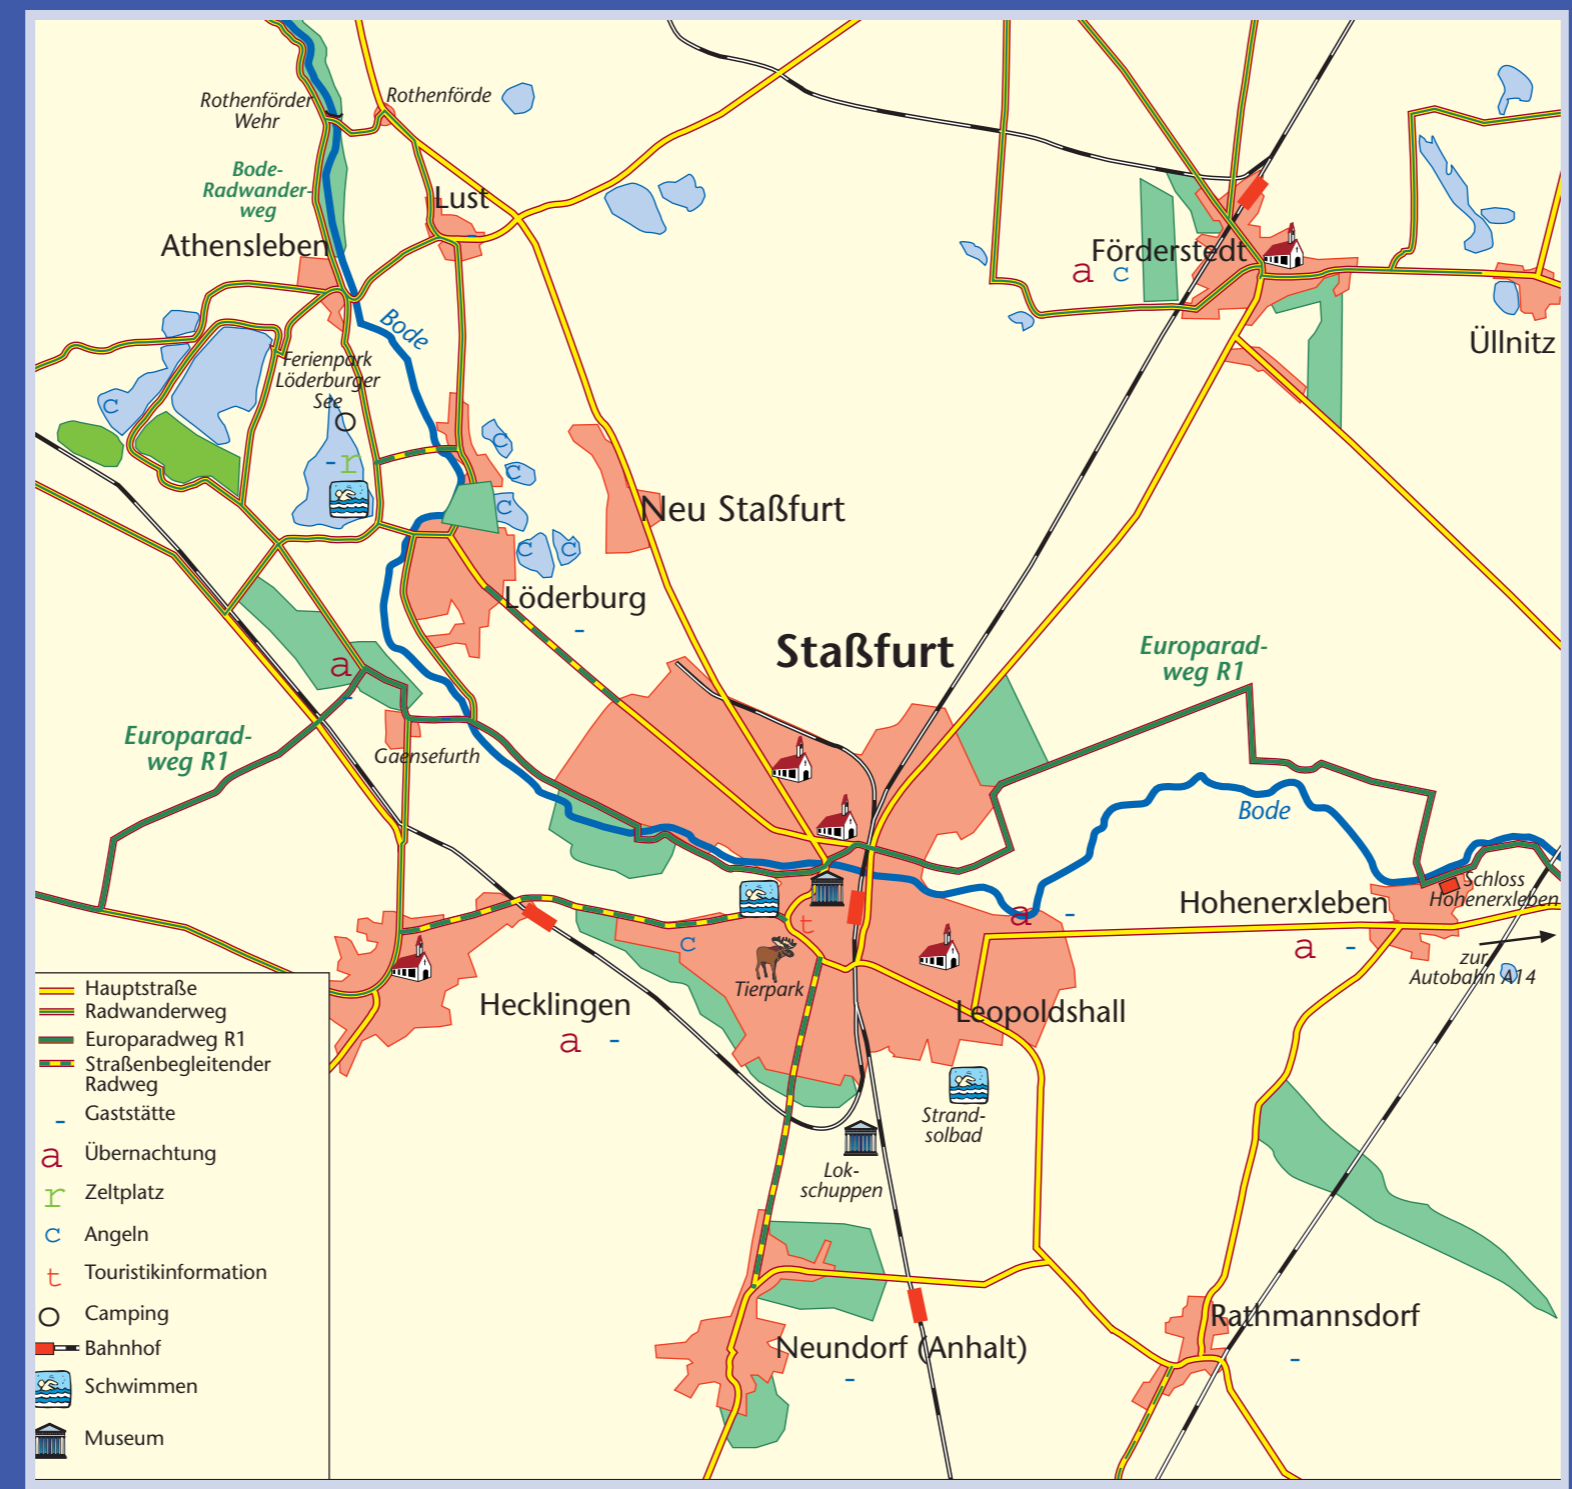 Rothenförder
Wehr
Rothenförde
Bode-
Radwander-
weg
Lust
Athensleben
Bode
Ferienpark
Löderburger
See
c
r
-
c
c
c
c
c
Förderstedt
a
c
Üllnitz
Neu Staßfurt
Löderburg
-
Staßfurt
Europarad-
weg R1
a
-
Europarad-
weg R1
Gaensefurth
Bode
Schloss
Hohenerxleben
Hohenerxleben
a
-
a
-
zur
Autobahn A14
t
c
Tierpark
Hecklingen
a
-
Leopoldshall
Strand-
solbad
Lok-
schuppen
Neundorf (Anhalt)
-
Rathmannsdorf
-
Hauptstraße
Radwanderweg
Europaradweg R1
Straßenbegleitender
Radweg
- Gaststätte
a Übernachtung
r Zeltplatz
c Angeln
t Touristikinformation
O Camping
Bahnhof
Schwimmen
Museum